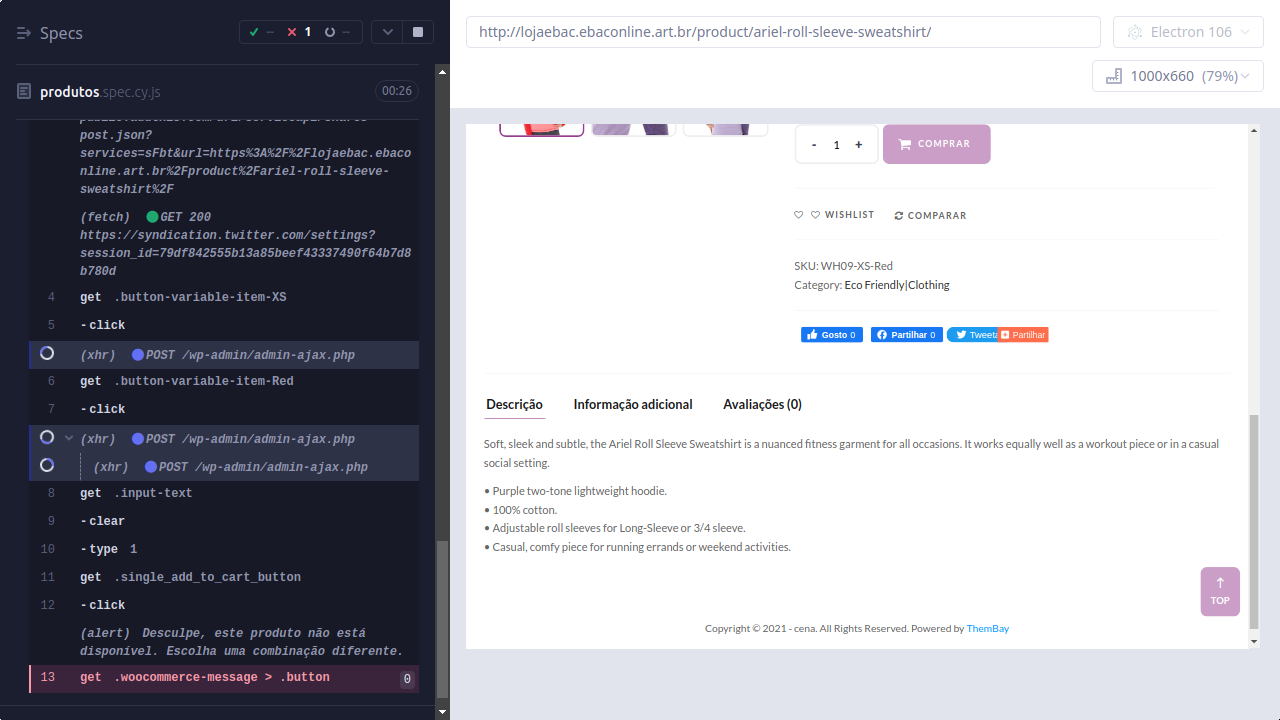 Specs
-- 1 --
produtos.spec.cy.js 00:26
post.json?
services=sFbt&url=https%3A%2F%2Flojaebac.ebaco
nline.art.br%2Fproduct%2Fariel-roll-sleeve-
sweatshirt%2F
(fetch) GET 200
https://syndication.twitter.com/settings?
session_id=79df842555b13a85beef43337490f64b7d8
b780d
4 get .button-variable-item-XS
5 -click
(xhr) POST /wp-admin/admin-ajax.php
6 get .button-variable-item-Red
7 -click
(xhr) POST /wp-admin/admin-ajax.php
(xhr) POST /wp-admin/admin-ajax.php
8 get .input-text
9 -clear
10 -type 1
11 get .single_add_to_cart_button
12 -click
(alert) Desculpe, este produto não está
disponível. Escolha uma combinação diferente.
13 get .woocommerce-message > .button 0
http://lojaebac.ebaconline.art.br/product/ariel-roll-sleeve-sweatshirt/
Electron 106
1000x660 (79%)
- 1 + COMPRAR
WISHLIST COMPARAR
SKU: WH09-XS-Red
Category: Eco Friendly|Clothing
Gosto 0 Partilhar 0 Tweeta Partilhar
Descrição Informação adicional Avaliações (0)
Soft, sleek and subtle, the Ariel Roll Sleeve Sweatshirt is a nuanced fitness garment for all occasions. It works equally well as a workout piece or in a casual
social setting.
• Purple two-tone lightweight hoodie.
• 100% cotton.
• Adjustable roll sleeves for Long-Sleeve or 3/4 sleeve.
• Casual, comfy piece for running errands or weekend activities.
TOP
Copyright © 2021 - cena. All Rights Reserved. Powered by ThemBay